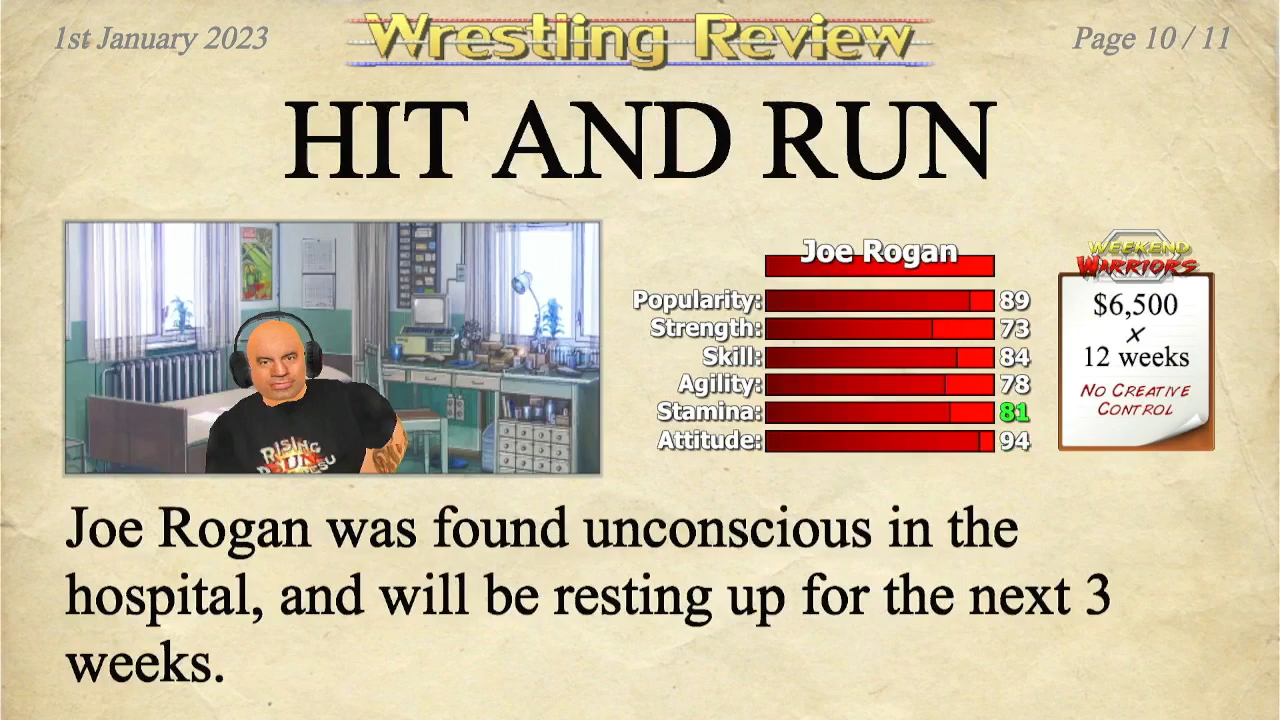 1st January 2023
Wrestling Review
Page 10 / 11
HIT AND RUN
Joe Rogan
Popularity: 89
Strength: 73
Skill: 84
Agility: 78
Stamina: 81
Attitude: 94
WEEKEND
WARRIORS
$6,500
x
12 weeks
NO CREATIVE
CONTROL
RISING
SUN
Joe Rogan was found unconscious in the
hospital, and will be resting up for the next 3
weeks.